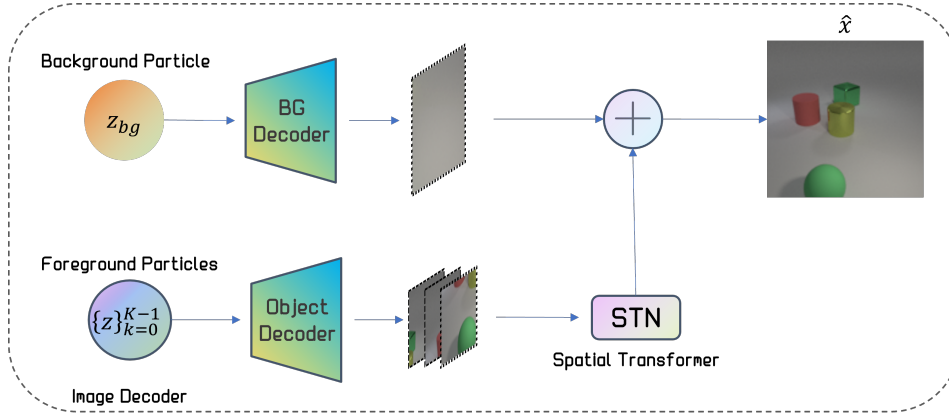 x̂
Background Particle
z_bg
BG
Decoder
Foreground Particles
{z}_{k=0}^{K-1}
Object
Decoder
STN
Spatial Transformer
Image Decoder